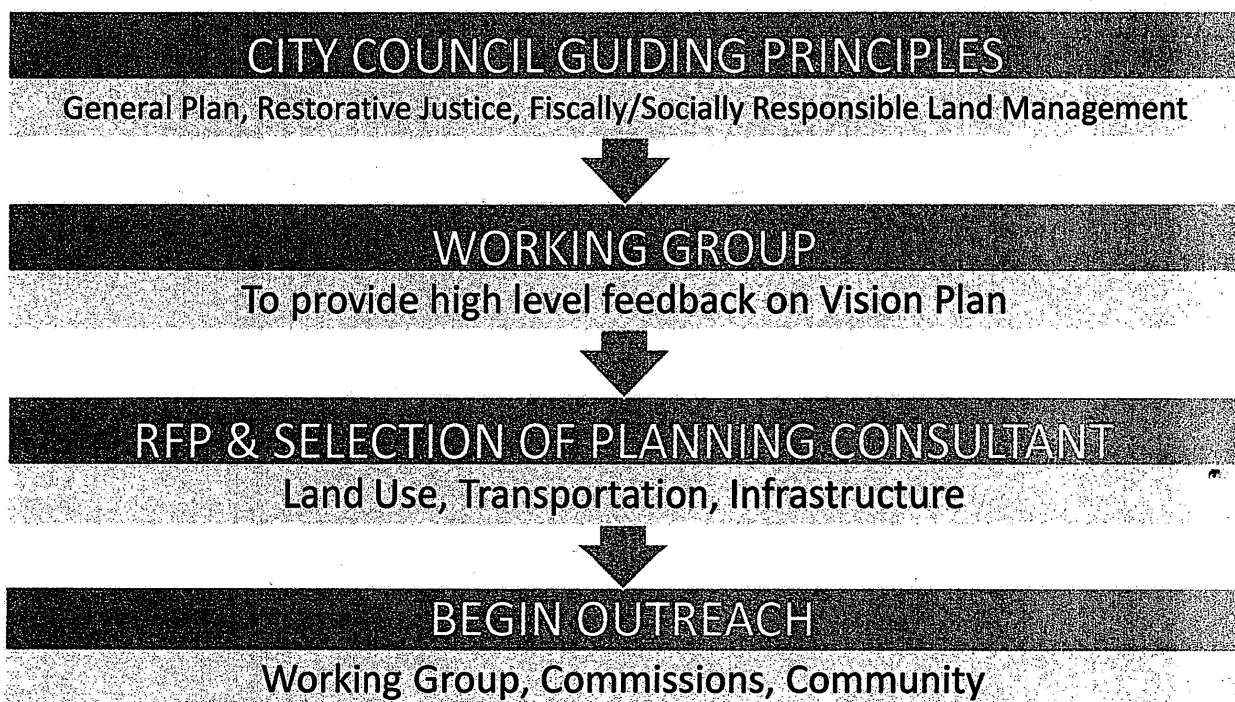 CITY COUNCIL GUIDING PRINCIPLES
General Plan, Restorative Justice, Fiscally/Socially Responsible Land Management
WORKING GROUP
To provide high level feedback on Vision Plan
RFP & SELECTION OF PLANNING CONSULTANT
Land Use, Transportation, Infrastructure
BEGIN OUTREACH
Working Group, Commissions, Community